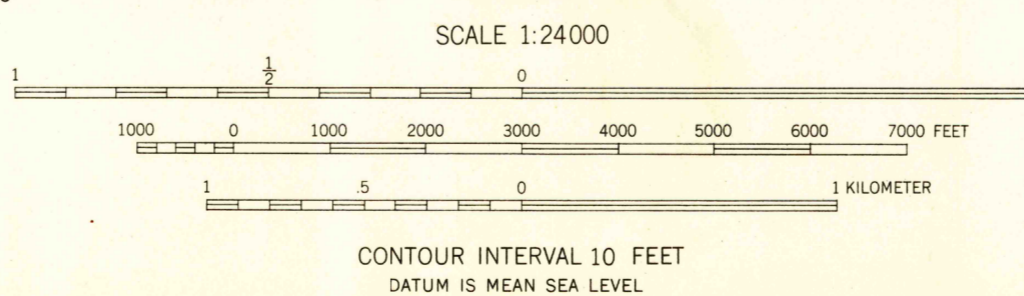 SCALE 1:24000
1 1/2 0
1000 0 1000 2000 3000 4000 5000 6000 7000 FEET
1 .5 0 1 KILOMETER
CONTOUR INTERVAL 10 FEET
DATUM IS MEAN SEA LEVEL